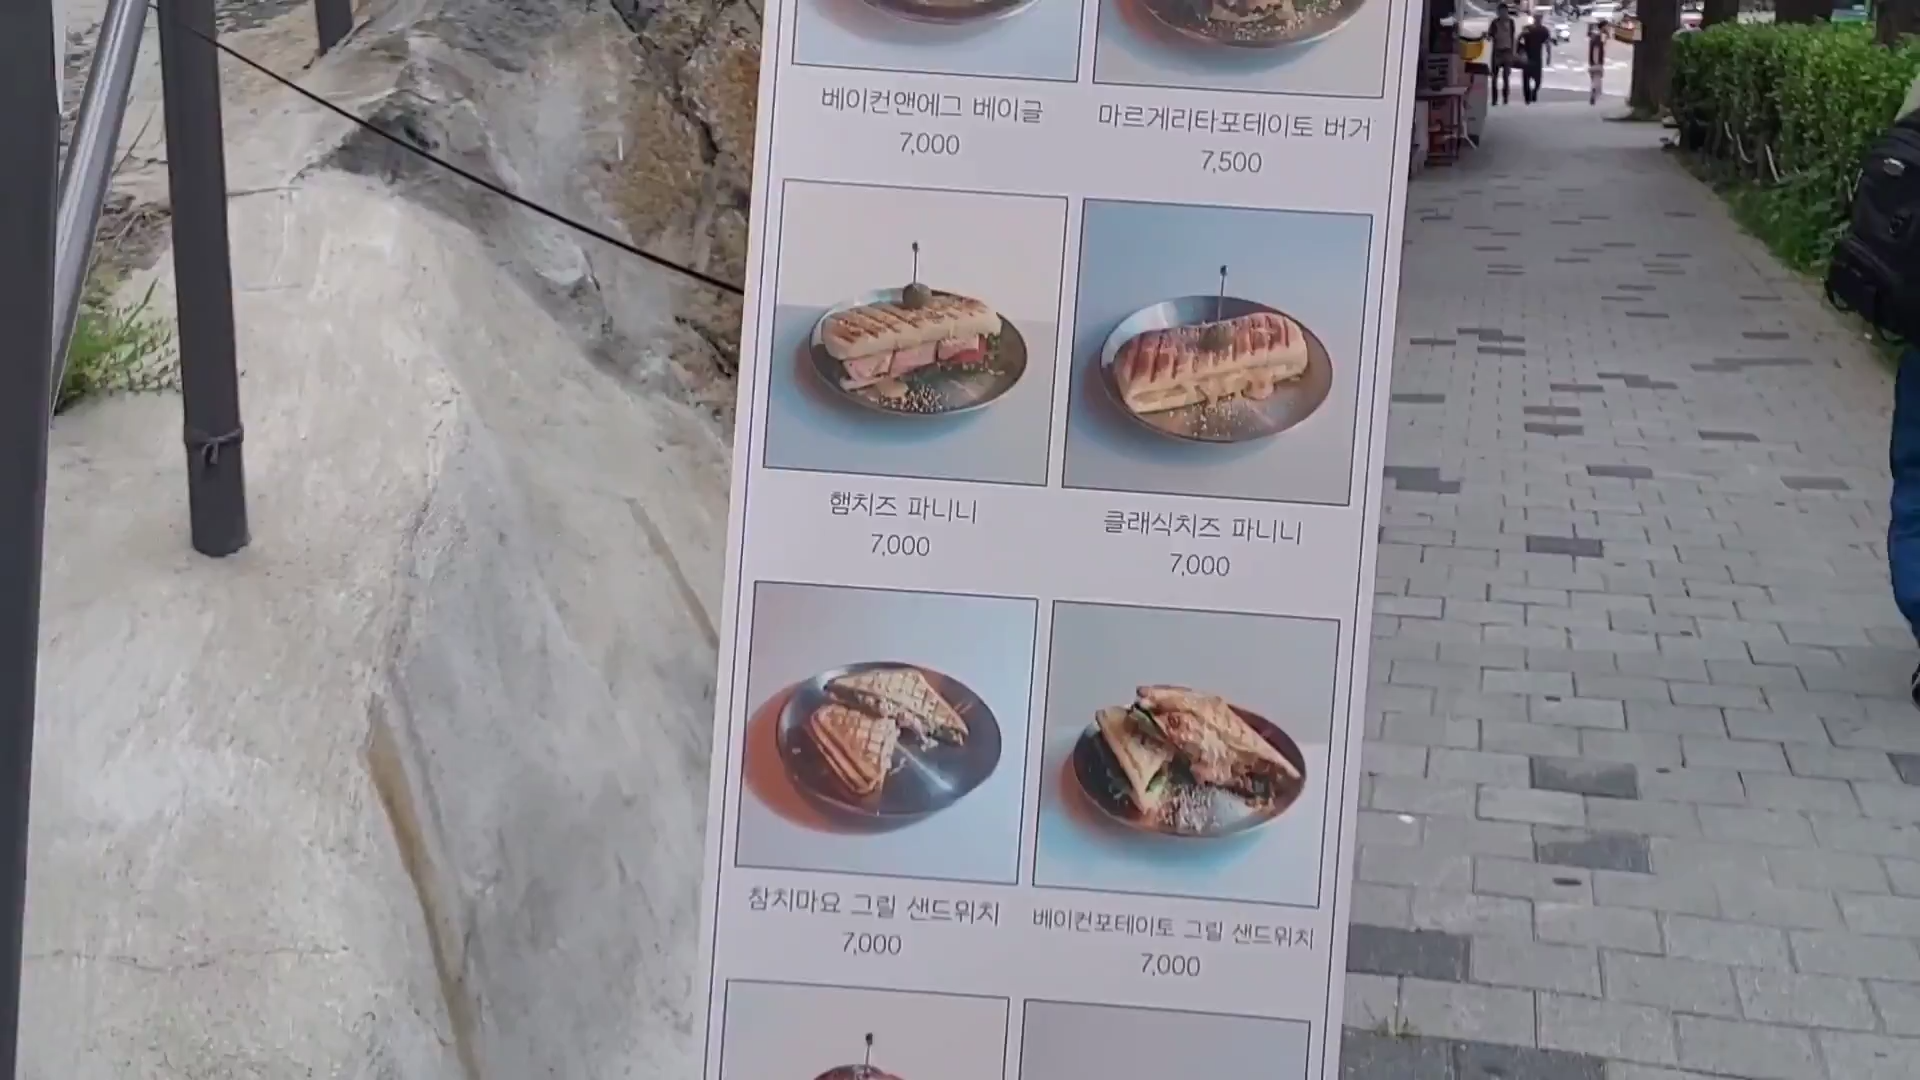 베이컨앤에그 베이글
7,000
마르게리타포테이토 버거
7,500
햄치즈 파니니
7,000
클래식치즈 파니니
7,000
참치마요 그릴 샌드위치
7,000
베이컨포테이토 그릴 샌드위치
7,000